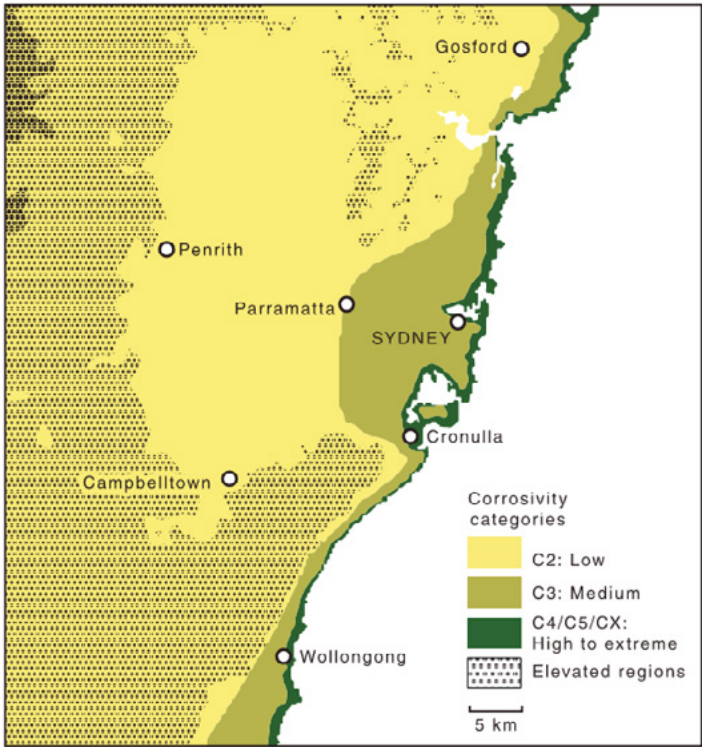 Gosford
Penrith
Parramatta
SYDNEY
Cronulla
Campbelltown
Corrosivity
categories
C2: Low
C3: Medium
C4/C5/CX:
High to extreme
Wollongong
Elevated regions
5 km